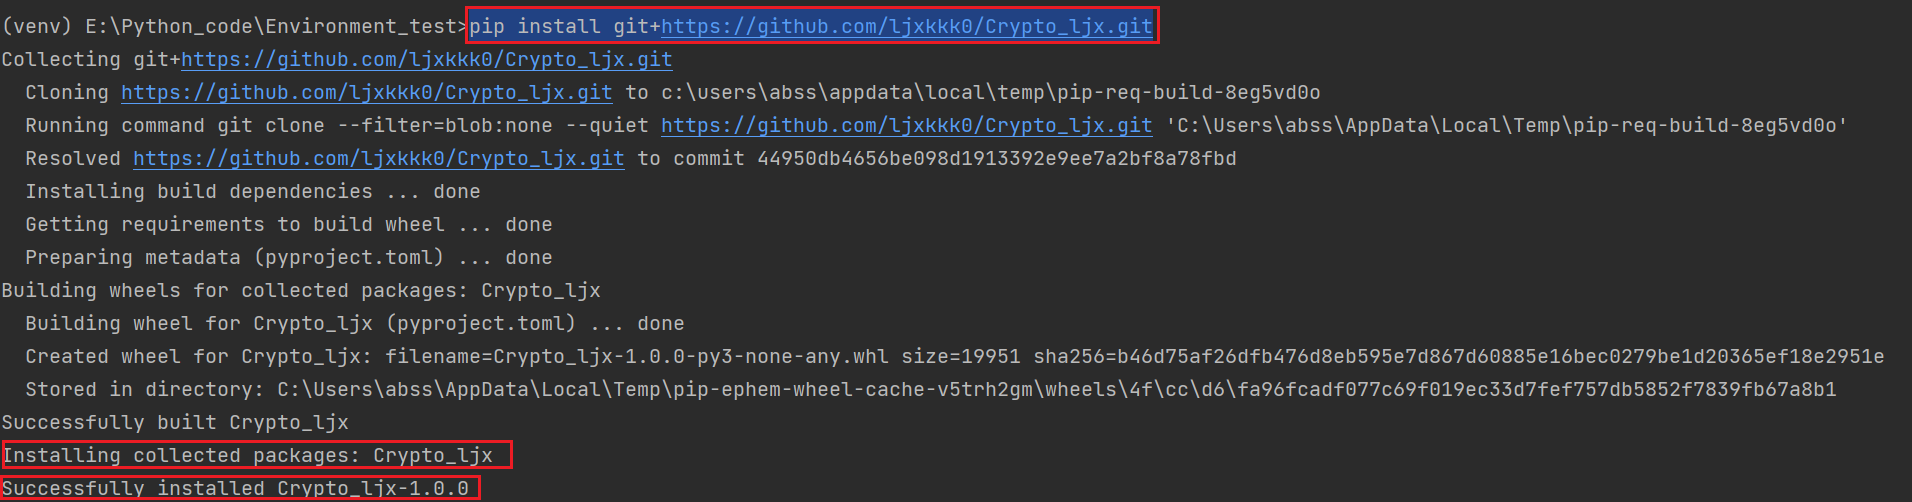 (venv) E:\Python_code\Environment_test>pip install git+https://github.com/ljxkkk0/Crypto_ljx.git
Collecting git+https://github.com/ljxkkk0/Crypto_ljx.git
  Cloning https://github.com/ljxkkk0/Crypto_ljx.git to c:\users\abss\appdata\local\temp\pip-req-build-8eg5vd0o
  Running command git clone --filter=blob:none --quiet https://github.com/ljxkkk0/Crypto_ljx.git 'C:\Users\abss\AppData\Local\Temp\pip-req-build-8eg5vd0o'
  Resolved https://github.com/ljxkkk0/Crypto_ljx.git to commit 44950db4656be098d1913392e9ee7a2bf8a78fbd
  Installing build dependencies ... done
  Getting requirements to build wheel ... done
  Preparing metadata (pyproject.toml) ... done
Building wheels for collected packages: Crypto_ljx
  Building wheel for Crypto_ljx (pyproject.toml) ... done
  Created wheel for Crypto_ljx: filename=Crypto_ljx-1.0.0-py3-none-any.whl size=19951 sha256=b46d75af26dfb476d8eb595e7d867d60885e16bec0279be1d20365ef18e2951e
  Stored in directory: C:\Users\abss\AppData\Local\Temp\pip-ephem-wheel-cache-v5trh2gm\wheels\4f\cc\d6\fa96fcadf077c69f019ec33d7fef757db5852f7839fb67a8b1
Successfully built Crypto_ljx
Installing collected packages: Crypto_ljx
Successfully installed Crypto_ljx-1.0.0